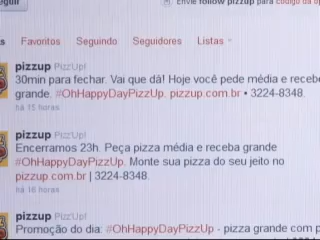 Envie follow pizzup para código da
Favoritos Seguindo Seguidores Listas
pizzup PizzUp!
30min para fechar. Vai que dá! Hoje você pede média e recebe
grande. #OhHappyDayPizzUp. pizzup.com.br • 3224-8348.
há 15 horas
pizzup PizzUp!
Encerramos 23h. Peça pizza média e receba grande
#OhHappyDayPizzUp. Monte sua pizza do seu jeito no
pizzup.com.br | 3224-8348.
há 16 horas
pizzup PizzUp!
Promoção do dia: #OhHappyDayPizzUp - pizza grande com p